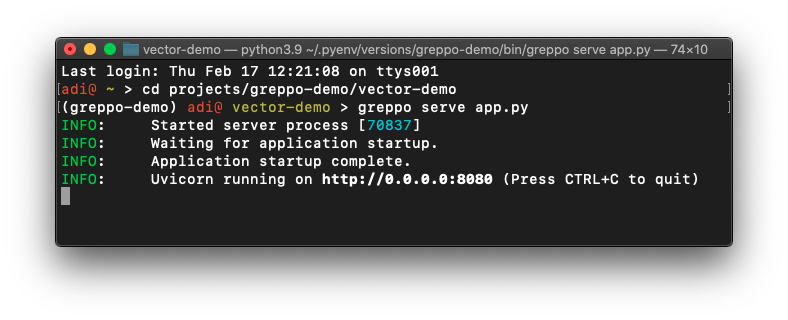 vector-demo — python3.9 ~/.pyenv/versions/greppo-demo/bin/greppo serve app.py — 74×10
Last login: Thu Feb 17 12:21:08 on ttys001
[adi@ ~ > cd projects/greppo-demo/vector-demo ]
[(greppo-demo) adi@ vector-demo > greppo serve app.py ]
INFO:     Started server process [70837]
INFO:     Waiting for application startup.
INFO:     Application startup complete.
INFO:     Uvicorn running on http://0.0.0.0:8080 (Press CTRL+C to quit)